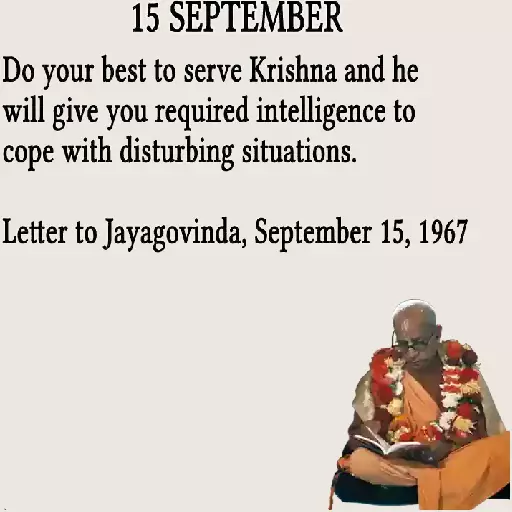 15 SEPTEMBER
Do your best to serve Krishna and he
will give you required intelligence to
cope with disturbing situations.
Letter to Jayagovinda, September 15, 1967